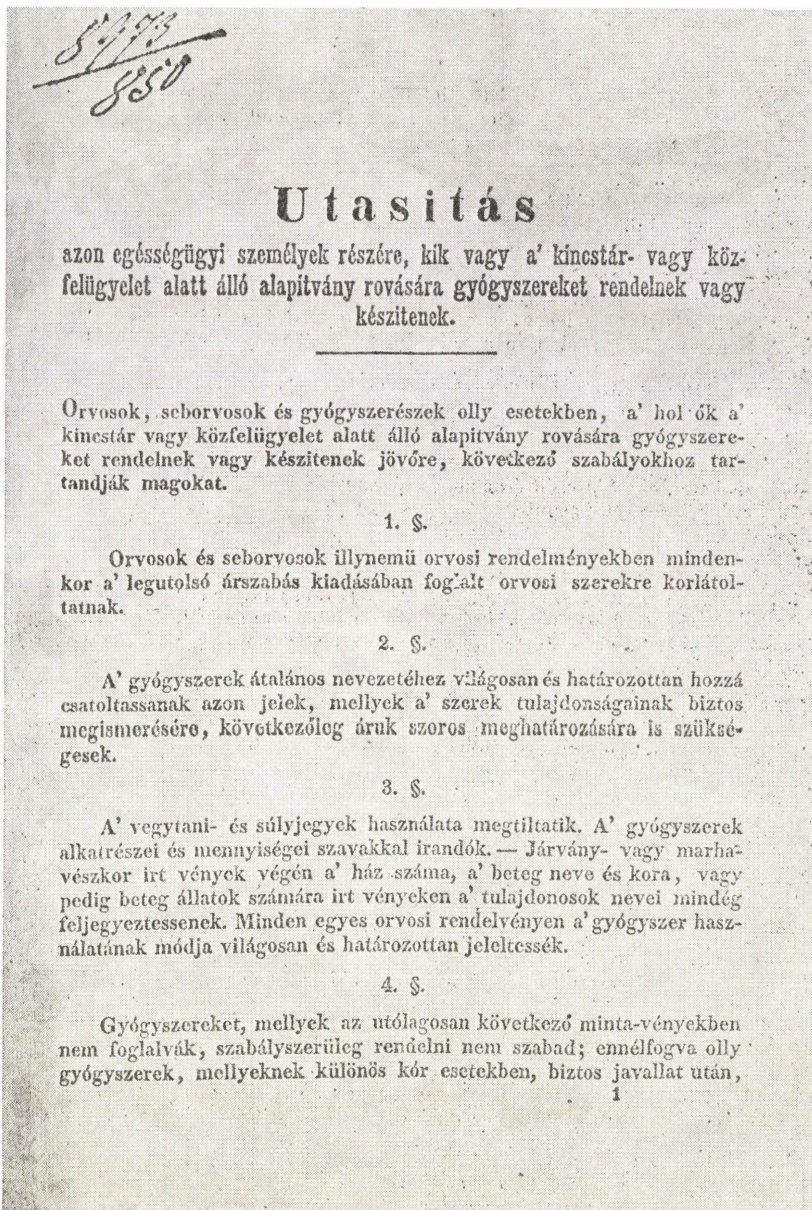 8973
850
Utasitás
azon egésségügyi személyek részére, kik vagy a' kincstár- vagy köz-
felügyelet alatt álló alapitvány rovására gyógyszereket rendelnek vagy
készitenek.
Orvosok, seborvosok és gyógyszerészek olly esetekben, a' hol ők a'
kincstár vagy közfelügyelet alatt álló alapitvány rovására gyógyszere-
ket rendelnek vagy készitenek jövőre, következő szabályokhoz tar-
tandják magokat.
1. §.
Orvosok és seborvosok illynemü orvosi rendelményekben minden-
kor a' legutolsó árszabás kiadásában foglalt orvosi szerekre korlátol-
tatnak.
2. §.
A' gyógyszerek átalános nevezetéhez világosan és határozottan hozzá
csatoltassanak azon jelek, mellyek a' szerek tulajdonságainak biztos
megismerésére, következőleg áruk szoros meghatározására is szüksé-
gesek.
3. §.
A' vegytani- és súlyjegyek használata megtiltatik. A' gyógyszerek
alkatrészei és mennyiségei szavakkal irandók. — Járvány- vagy marha-
vészkor irt vények végén a' ház száma, a' beteg neve és kora, vagy
pedig beteg állatok számára irt vényeken a' tulajdonosok nevei mindég
feljegyeztessenek. Minden egyes orvosi rendelvényen a' gyógyszer hasz-
nálatának módja világosan és határozottan jeleltessék.
4. §.
Gyógyszereket, mellyek az utólagosan következő minta-vényekben
nem foglalvák, szabályszerüleg rendelni nem szabad; ennélfogva olly
gyógyszerek, mellyeknek különös kór esetekben, biztos javallat után,
1